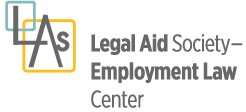 LAs
Legal Aid Society–
Employment Law
Center